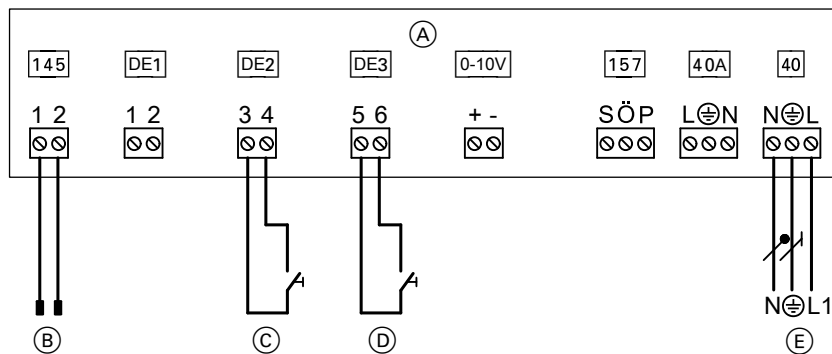 A
145 DE1 DE2 DE3 0-10V 157 40A 40
1 2 1 2 3 4 5 6 + - S Ö P L N N L
N L1
B C D E